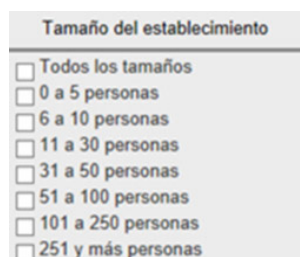 Tamaño del establecimiento
Todos los tamaños
0 a 5 personas
6 a 10 personas
11 a 30 personas
31 a 50 personas
51 a 100 personas
101 a 250 personas
251 y más personas